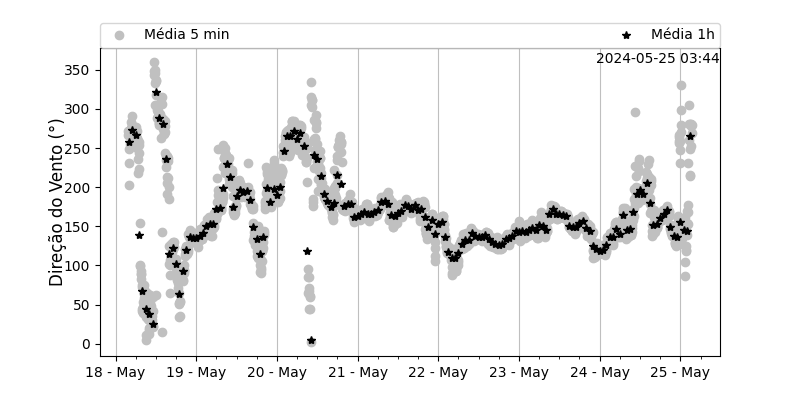 Média 5 min
Média 1h
2024-05-25 03:44
Direção do Vento (°)
350
300
250
200
150
100
50
0
18 - May
19 - May
20 - May
21 - May
22 - May
23 - May
24 - May
25 - May